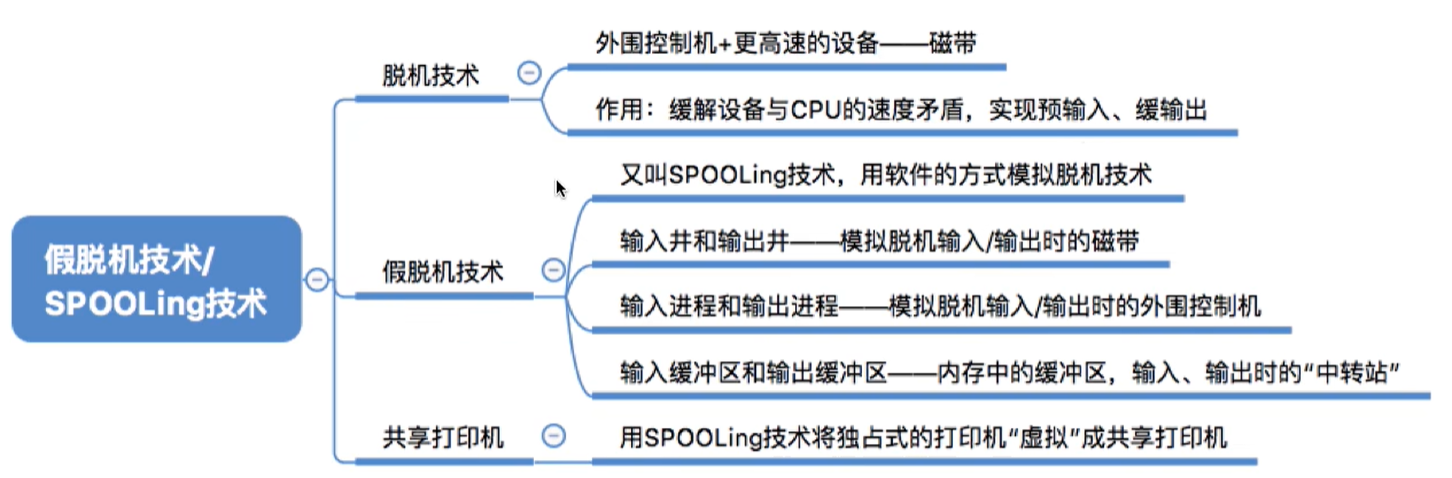 假脱机技术/
SPOOLing技术
脱机技术
外围控制机+更高速的设备——磁带
作用：缓解设备与CPU的速度矛盾，实现预输入、缓输出
假脱机技术
又叫SPOOLing技术，用软件的方式模拟脱机技术
输入井和输出井——模拟脱机输入/输出时的磁带
输入进程和输出进程——模拟脱机输入/输出时的外围控制机
输入缓冲区和输出缓冲区——内存中的缓冲区，输入、输出时的“中转站”
共享打印机
用SPOOLing技术将独占式的打印机“虚拟”成共享打印机